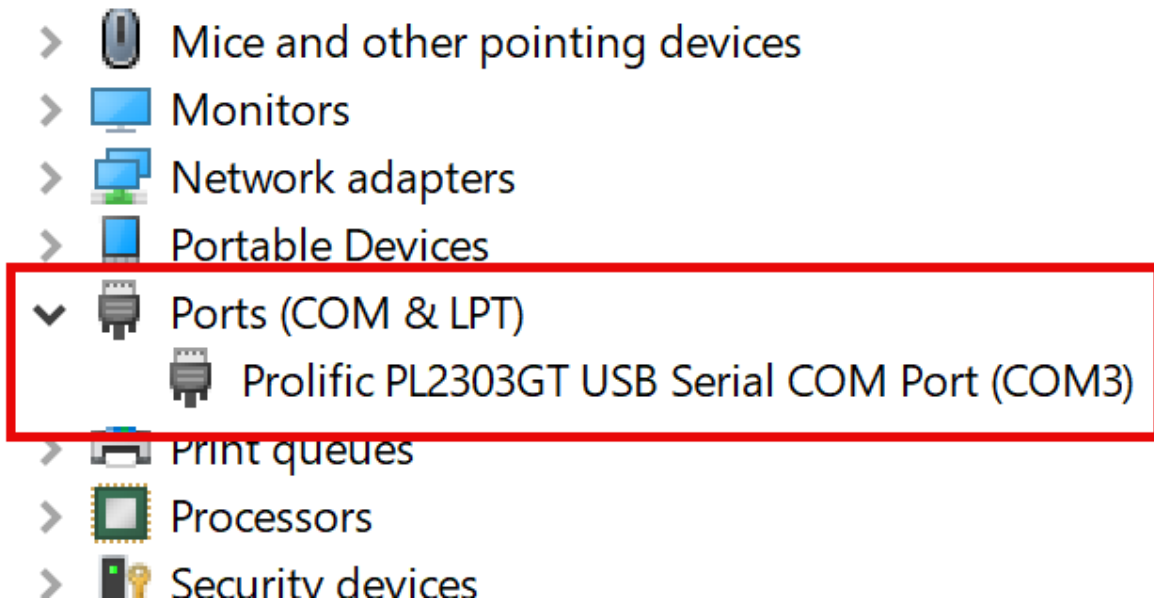 Mice and other pointing devices
Monitors
Network adapters
Portable Devices
Ports (COM & LPT)
Prolific PL2303GT USB Serial COM Port (COM3)
Print queues
Processors
Security devices